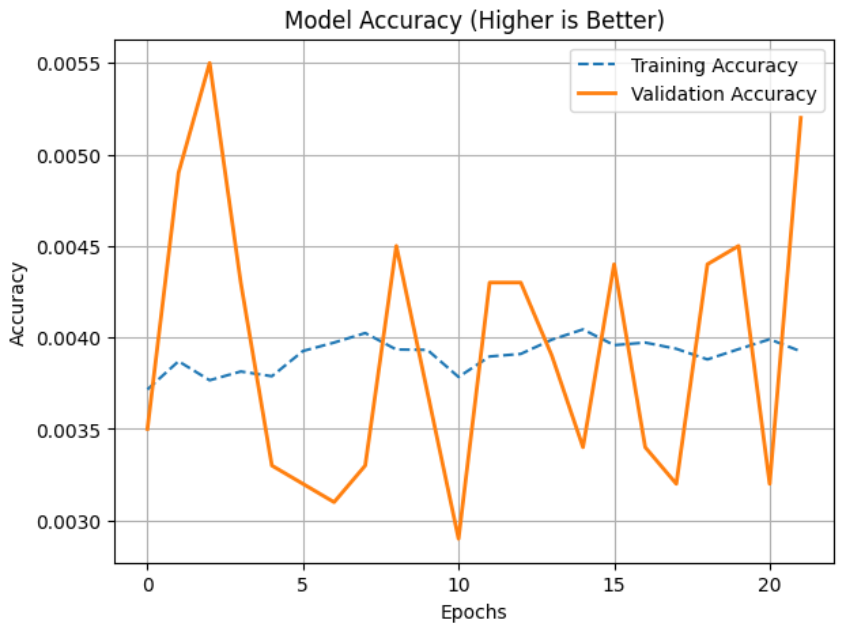 Model Accuracy (Higher is Better)
Training Accuracy
Validation Accuracy
0.0055
0.0050
0.0045
0.0040
0.0035
0.0030
Accuracy
0 5 10 15 20
Epochs